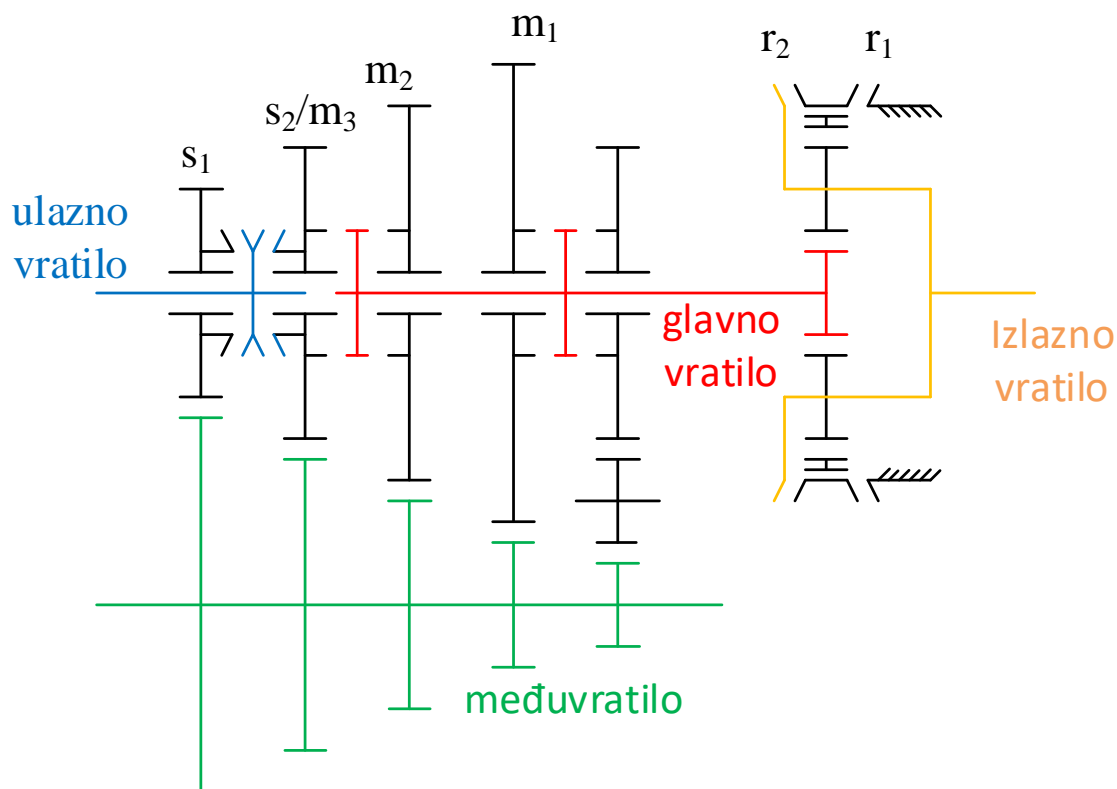 m₁
r₂
r₁
m₂
s₂/m₃
s₁
ulazno
vratilo
glavno
vratilo
Izlazno
vratilo
međuvratilo